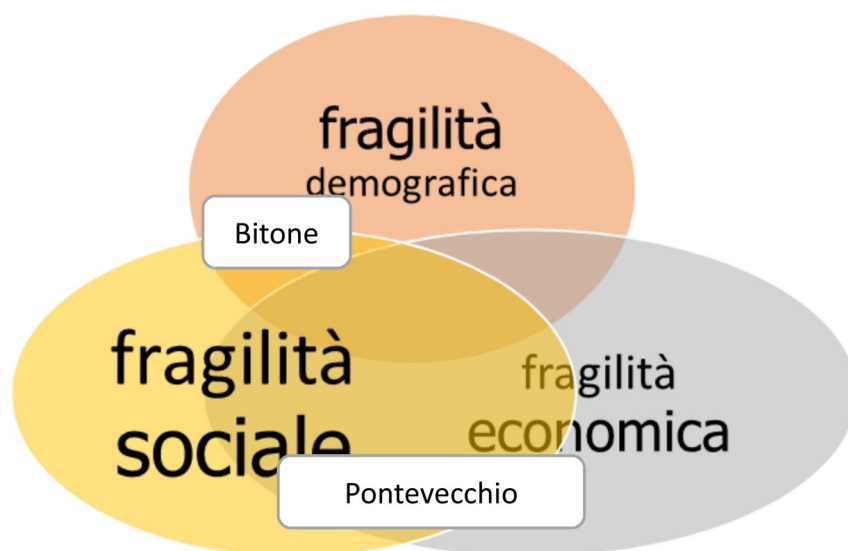 fragilità
demografica
Bitone
fragilità
sociale
fragilità
economica
Pontevecchio